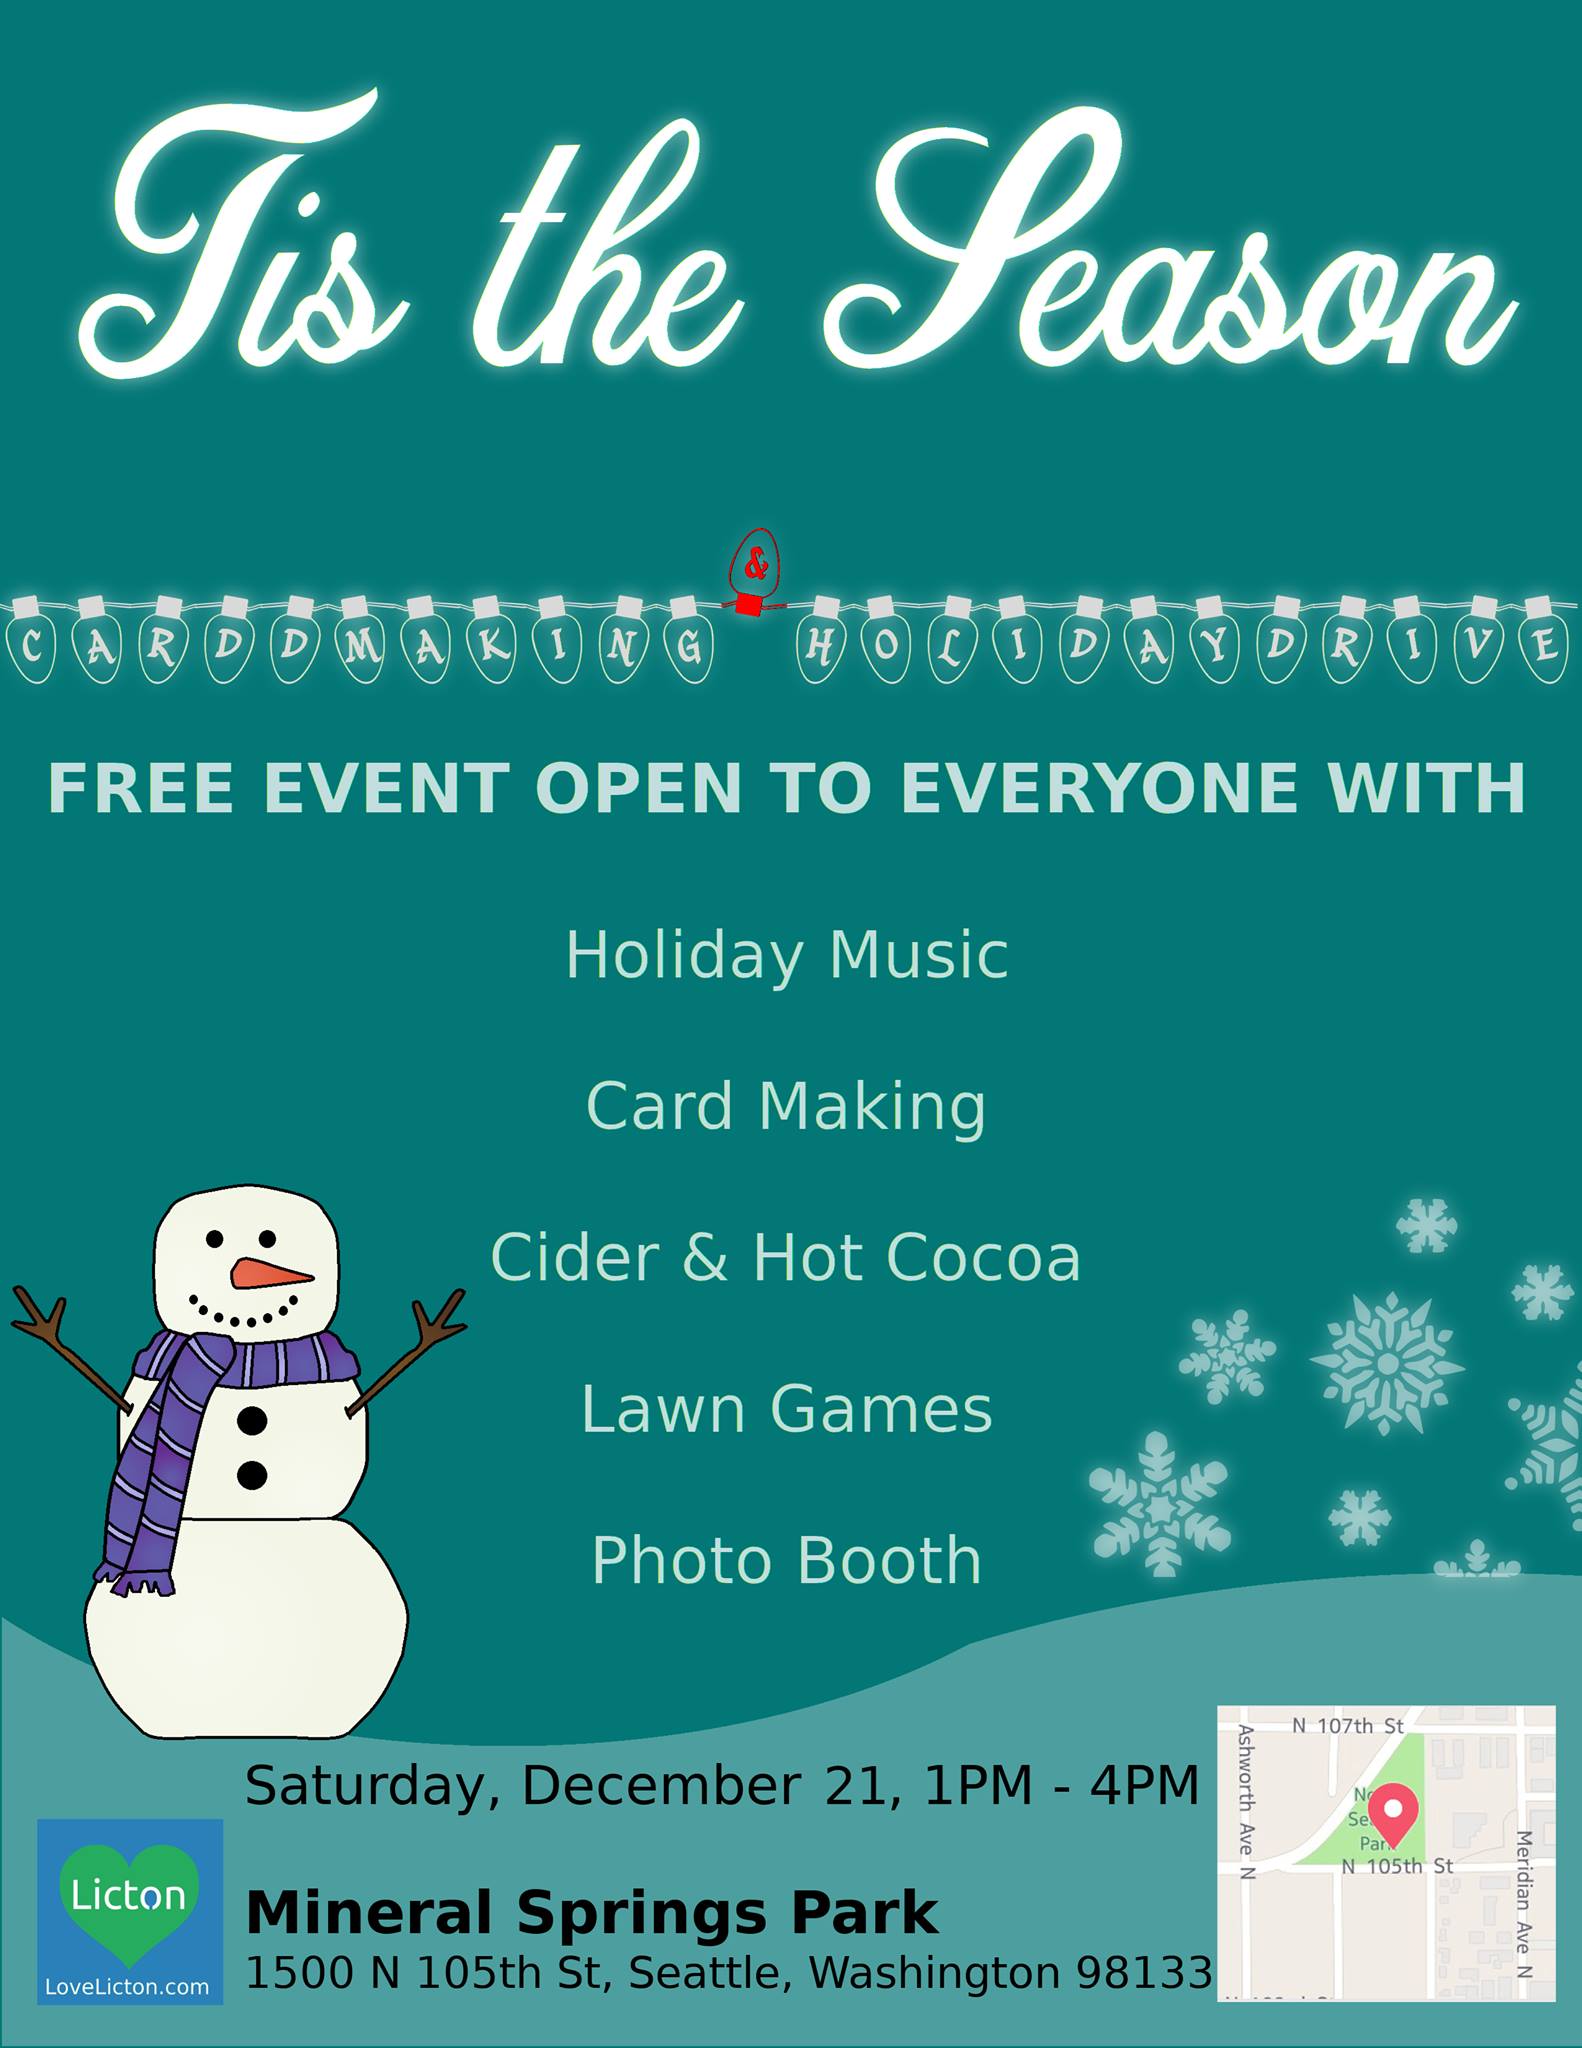 Tis the Season
CARDDMAKING & HOLIDAYDRIVE
FREE EVENT OPEN TO EVERYONE WITH
Holiday Music
Card Making
Cider & Hot Cocoa
Lawn Games
Photo Booth
Saturday, December 21, 1PM - 4PM
Mineral Springs Park
1500 N 105th St, Seattle, Washington 98133
Licton
LoveLicton.com
N 107th St
Ashworth Ave N
N 105th St
Meridian Ave N